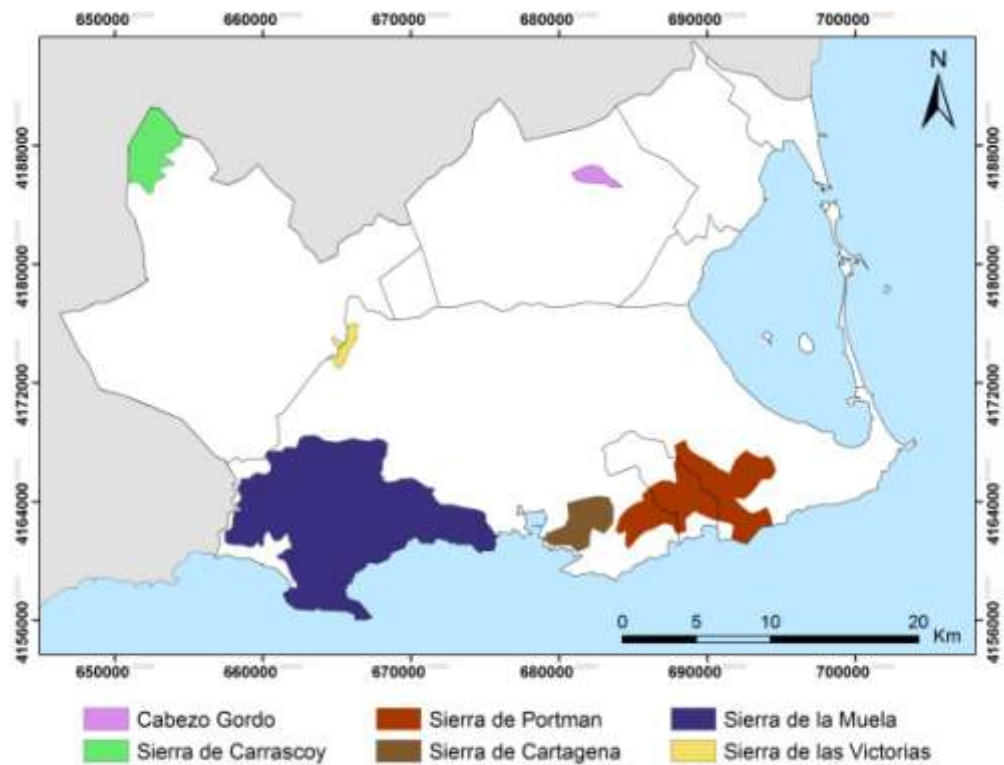 650000 660000 670000 680000 690000 700000
N
4188000 4188000
4180000 4180000
4172000 4172000
4164000 4164000
4156000 4156000
0 5 10 20
Km
650000 660000 670000 680000 690000 700000
Cabezo Gordo Sierra de Portman Sierra de la Muela
Sierra de Carrascoy Sierra de Cartagena Sierra de las Victorias